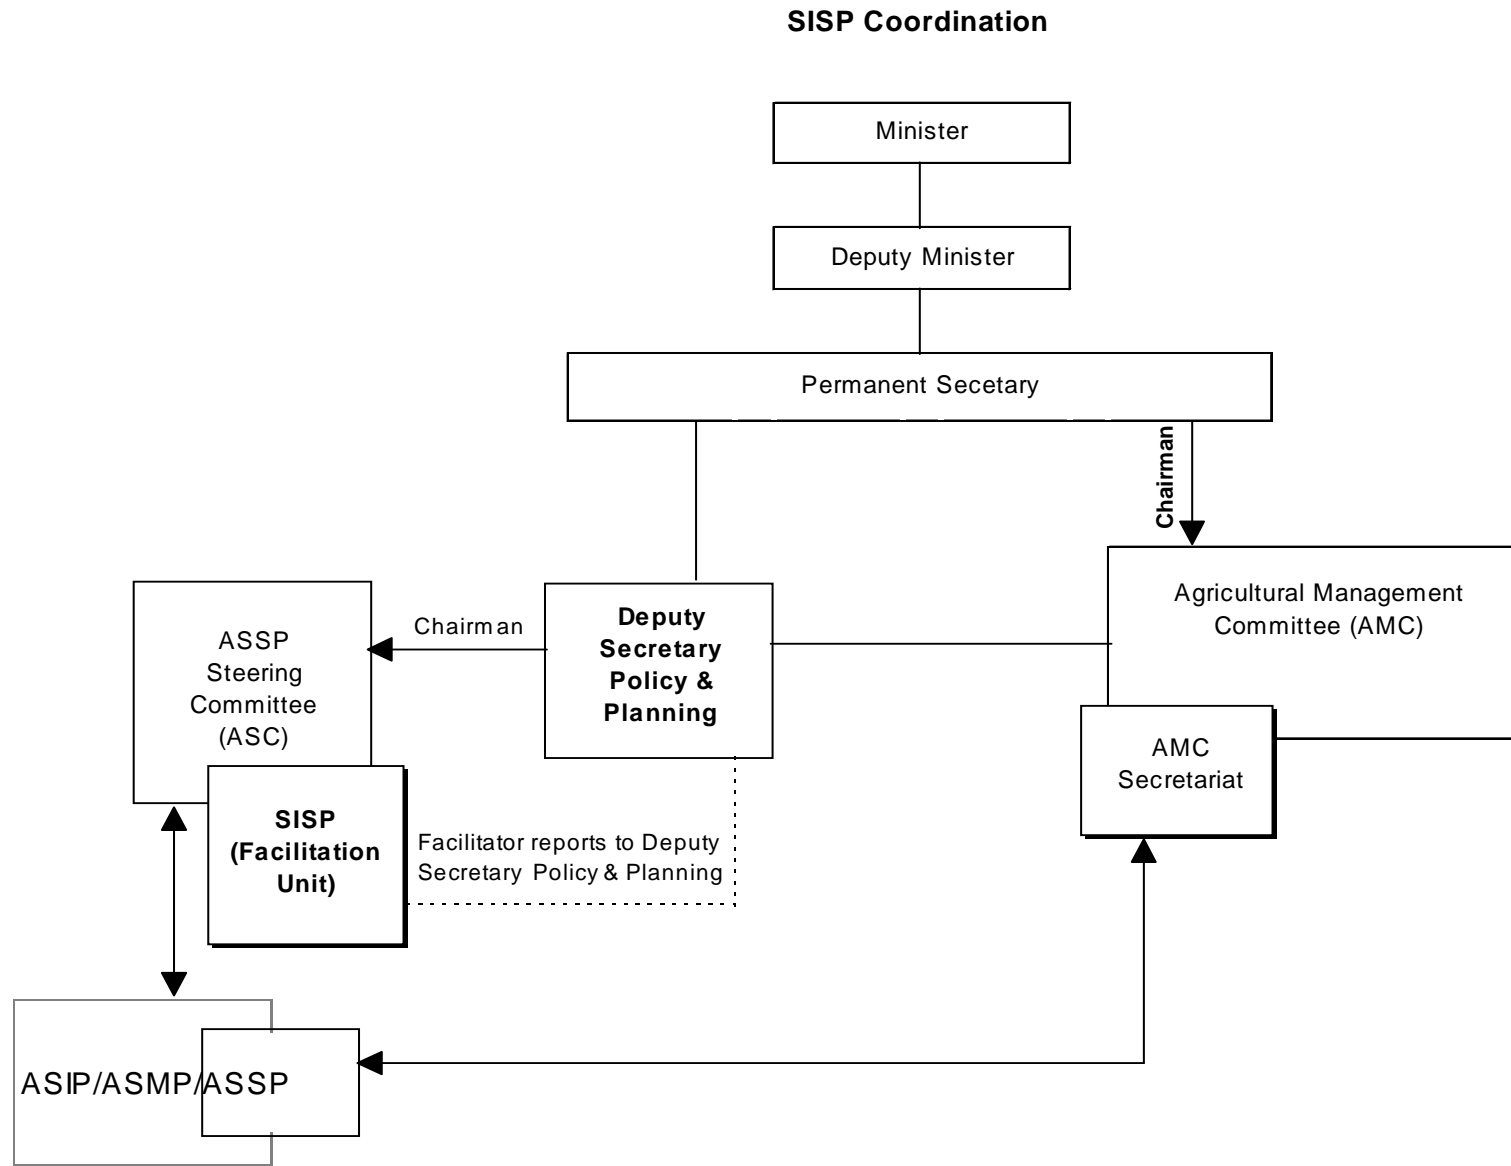 SISP Coordination
Minister
Deputy Minister
Permanent Secetary
Chairman
Agricultural Management
Committee (AMC)
AMC
Secretariat
Deputy
Secretary
Policy &
Planning
Chairman
ASSP
Steering
Committee
(ASC)
SISP
(Facilitation
Unit)
Facilitator reports to Deputy
Secretary Policy & Planning
ASIP/ASMP/ASSP